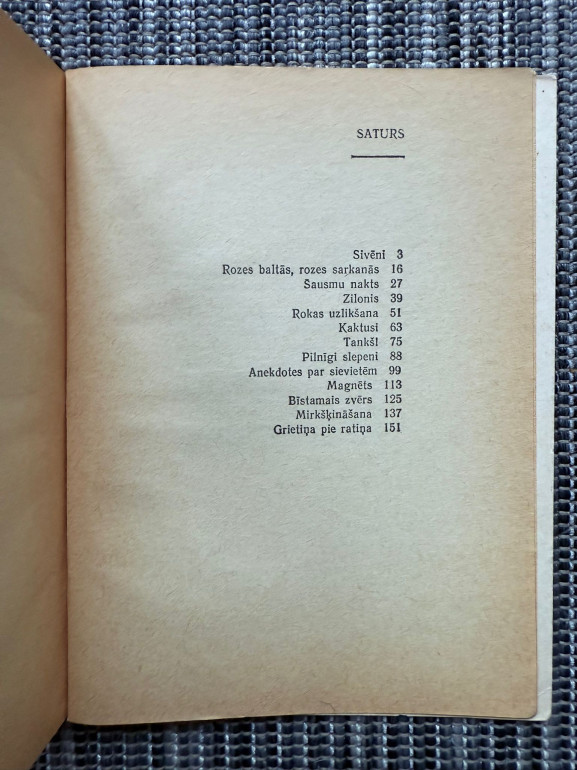 SATURS
Sivēni 3
Rozes baltās, rozes sarkanās 16
Šausmu nakts 27
Zilonis 39
Rokas uzlikšana 51
Kaktusi 63
Tankšl 75
Pilnīgi slepeni 88
Anekdotes par sievietēm 99
Magnēts 113
Bīstamais zvērs 125
Mirkšķināšana 137
Grietiņa pie ratiņa 151